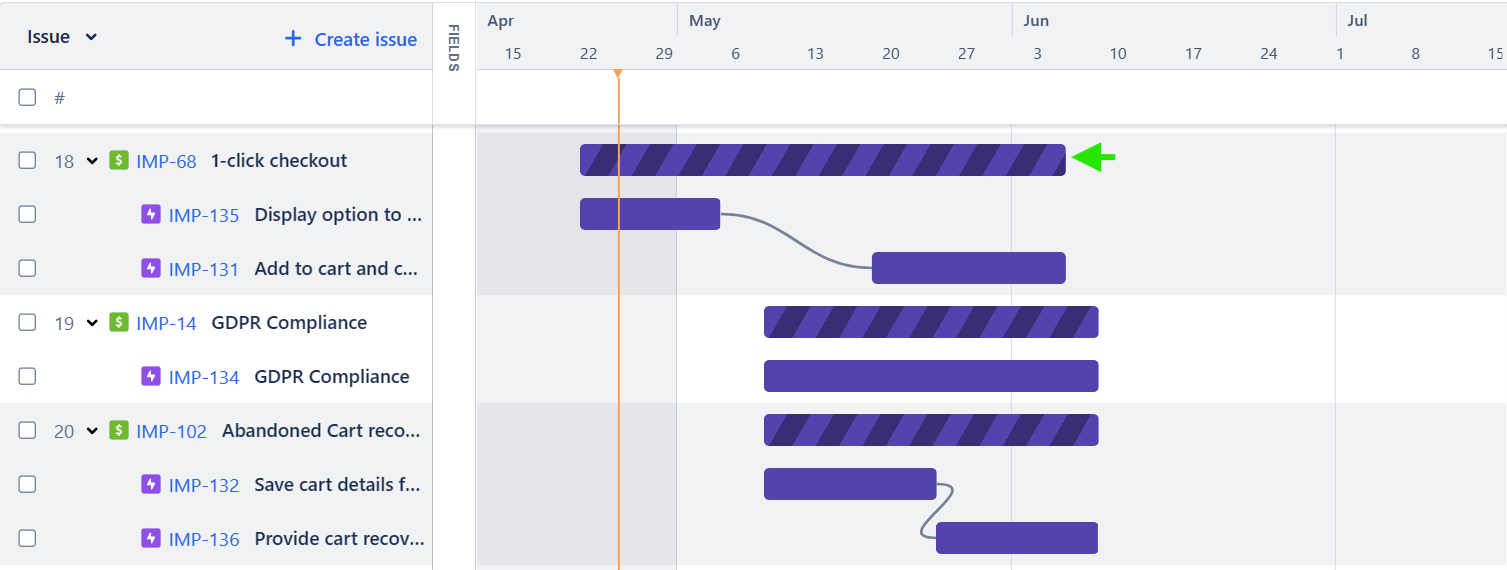 Issue + Create issue FIELDS Apr May Jun Jul
15 22 29 6 13 20 27 3 10 17 24 1 8 15
#
18 $ IMP-68 1-click checkout
IMP-135 Display option to ...
IMP-131 Add to cart and c...
19 $ IMP-14 GDPR Compliance
IMP-134 GDPR Compliance
20 $ IMP-102 Abandoned Cart reco...
IMP-132 Save cart details f...
IMP-136 Provide cart recov...